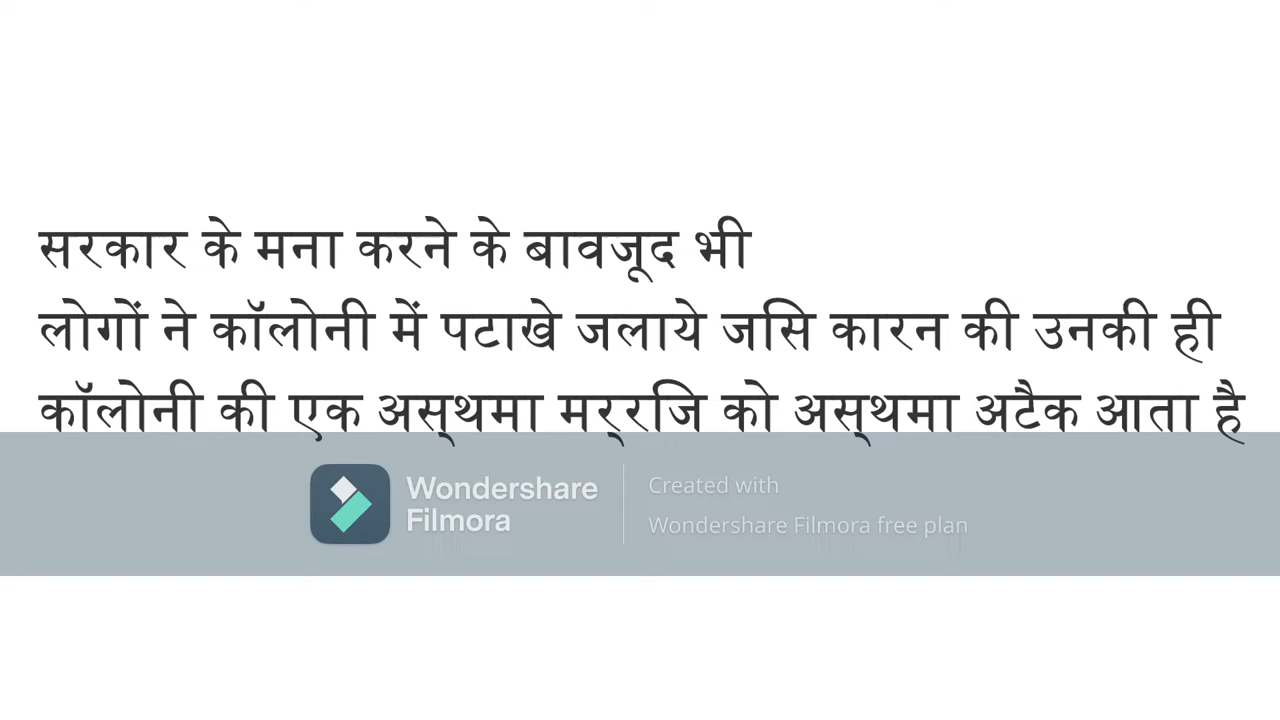 सरकार के मना करने के बावजूद भी
लोगों ने कॉलोनी में पटाखे जलाये जसि कारन की उनकी ही
कॉलोनी की एक अस्‌थमा मर्‌रजि को अस्‌थमा अटैक आता है
Wondershare
Filmora
Created with
Wondershare Filmora free plan